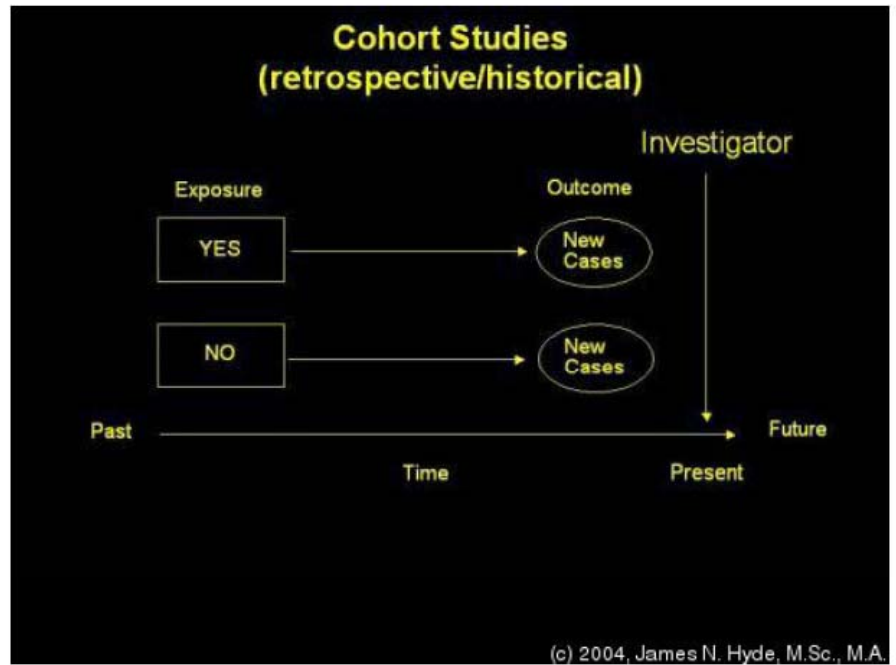 Cohort Studies
(retrospective/historical)
Investigator
Exposure
Outcome
YES
New
Cases
NO
New
Cases
Past
Future
Time
Present
(c) 2004, James N. Hyde, M.Sc., M.A.